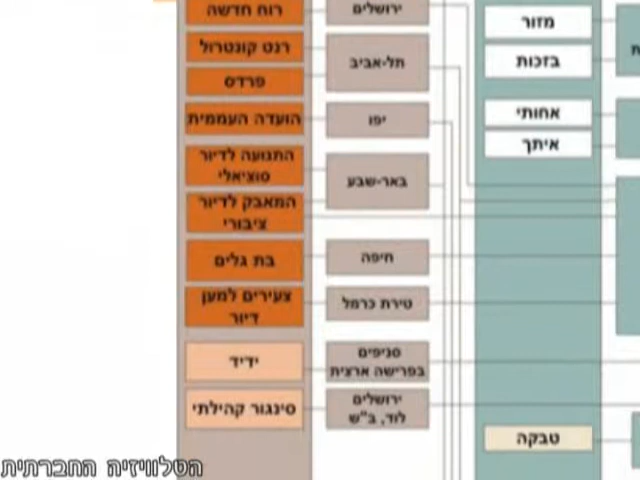 רוח חדשה
ירושלים
מזור
רנט קונטרול
תל-אביב
בזכות
פרדס
הועדה העממית
יפו
אחותי
איתך
התנועה לדיור
סוציאלי
באר-שבע
המאבק לדיור
ציבורי
בת גלים
חיפה
צעירים למען
דיור
טירת כרמל
ידיד
סניפים
בפרישה ארצית
סינגור קהילתי
ירושלים
לוד, ב"ש
טבקה
הטלוויזיה החברתית